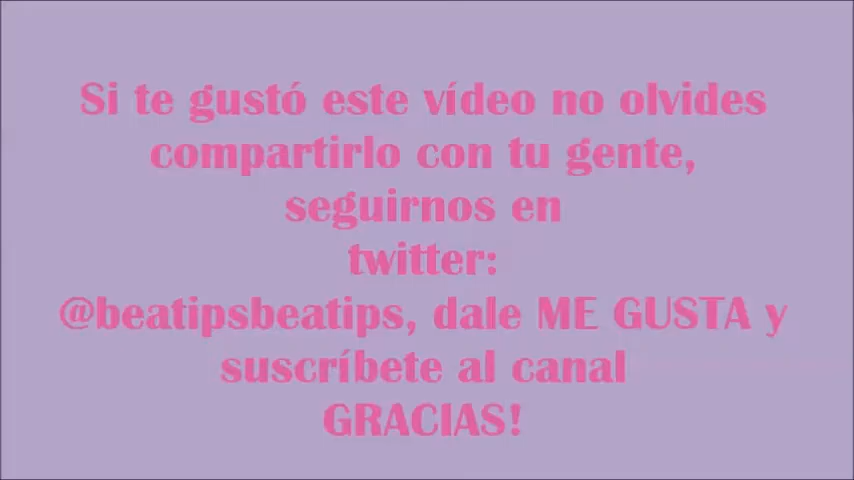 Si te gustó este vídeo no olvides
compartirlo con tu gente,
seguirnos en
twitter:
@beatipsbeatips, dale ME GUSTA y
suscríbete al canal
GRACIAS!